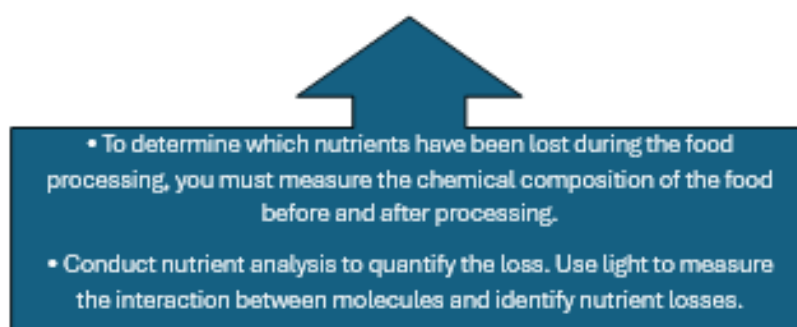 • To determine which nutrients have been lost during the food
processing, you must measure the chemical composition of the food
before and after processing.
• Conduct nutrient analysis to quantify the loss. Use light to measure
the interaction between molecules and identify nutrient losses.